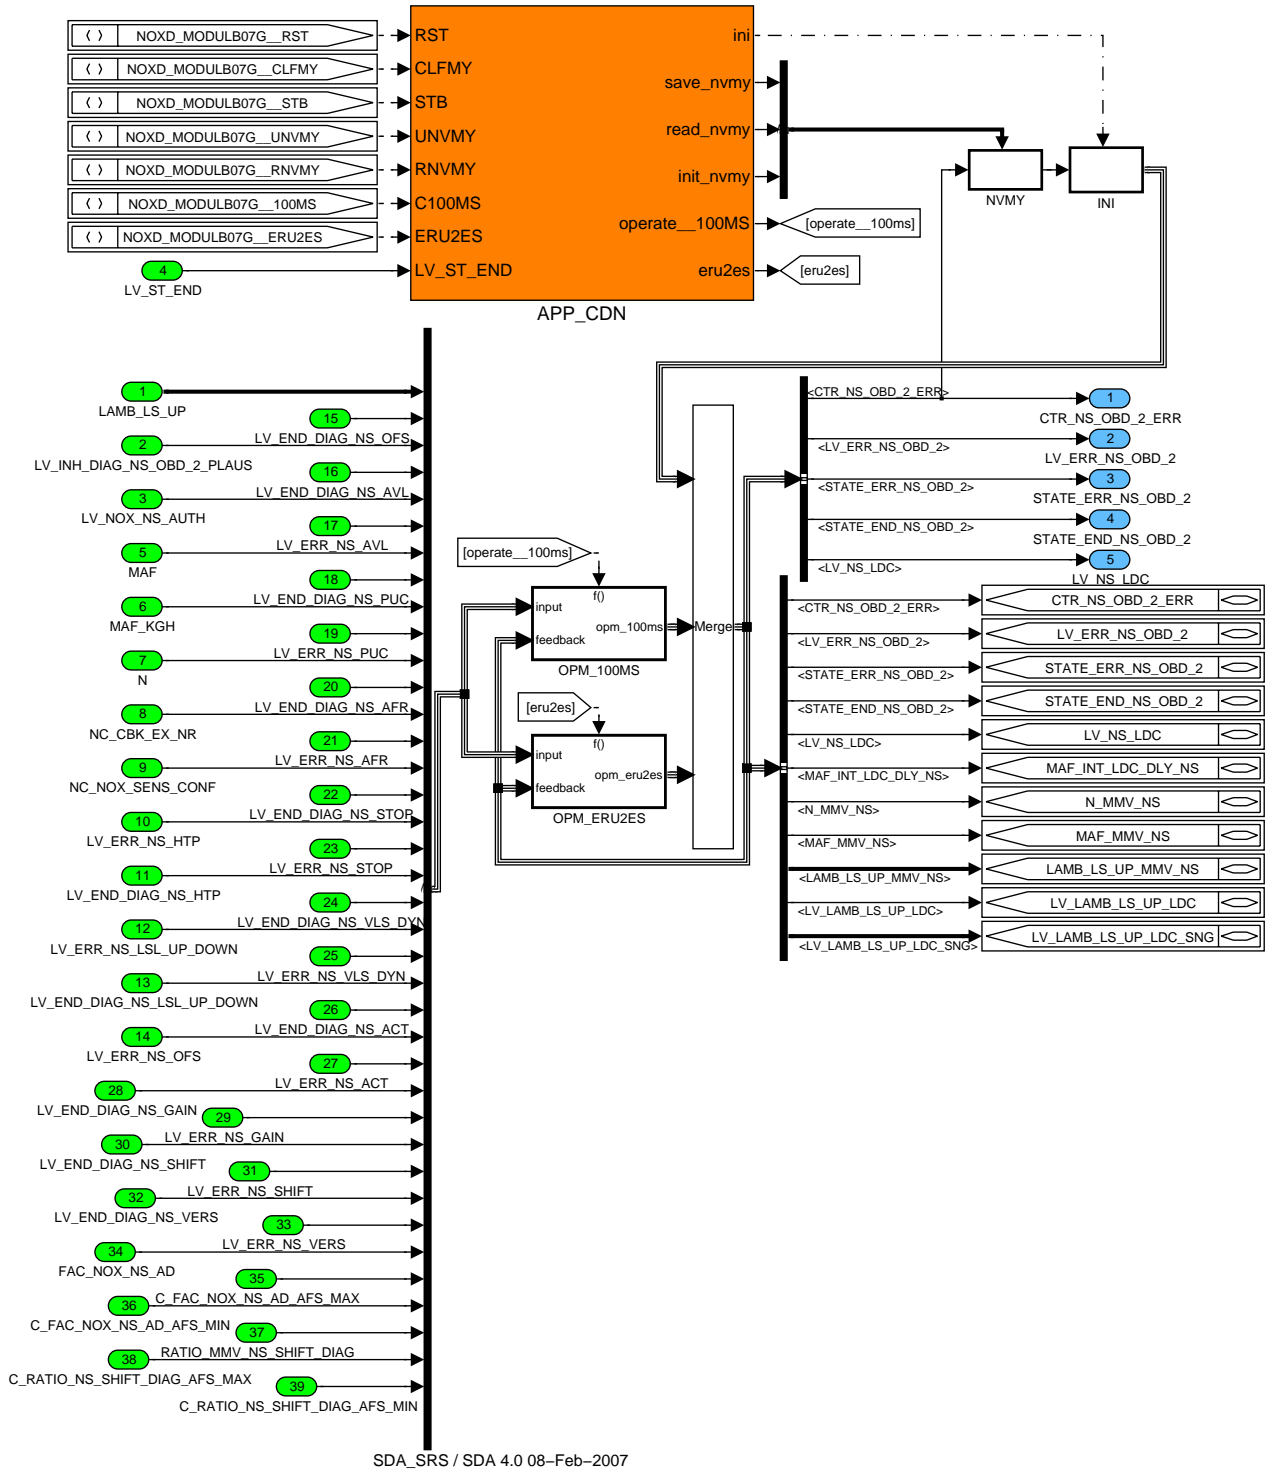 NOXD_MODULB07G__RST
RST
ini
NOXD_MODULB07G__CLFMY
CLFMY
save_nvmy
NOXD_MODULB07G__STB
STB
NOXD_MODULB07G__UNVMY
UNVMY
read_nvmy
NOXD_MODULB07G__RNVMY
RNVMY
init_nvmy
NOXD_MODULB07G__100MS
C100MS
operate__100MS
[operate__100ms]
NOXD_MODULB07G__ERU2ES
ERU2ES
4
LV_ST_END
LV_ST_END
eru2es
[eru2es]
APP_CDN
NVMY
INI
1
LAMB_LS_UP
15
LV_END_DIAG_NS_OFS
2
LV_INH_DIAG_NS_OBD_2_PLAUS
16
LV_END_DIAG_NS_AVL
3
LV_NOX_NS_AUTH
17
LV_ERR_NS_AVL
5
MAF
18
LV_END_DIAG_NS_PUC
6
MAF_KGH
19
LV_ERR_NS_PUC
7
N
20
LV_END_DIAG_NS_AFR
8
NC_CBK_EX_NR
21
LV_ERR_NS_AFR
9
NC_NOX_SENS_CONF
22
LV_END_DIAG_NS_STOP
10
LV_ERR_NS_HTP
23
LV_ERR_NS_STOP
11
LV_END_DIAG_NS_HTP
24
LV_END_DIAG_NS_VLS_DYN
12
LV_ERR_NS_LSL_UP_DOWN
25
LV_ERR_NS_VLS_DYN
13
LV_END_DIAG_NS_LSL_UP_DOWN
26
LV_END_DIAG_NS_ACT
14
LV_ERR_NS_OFS
27
LV_ERR_NS_ACT
28
LV_END_DIAG_NS_GAIN
29
LV_ERR_NS_GAIN
30
LV_END_DIAG_NS_SHIFT
31
LV_ERR_NS_SHIFT
32
LV_END_DIAG_NS_VERS
33
LV_ERR_NS_VERS
34
FAC_NOX_NS_AD
35
C_FAC_NOX_NS_AD_AFS_MAX
36
C_FAC_NOX_NS_AD_AFS_MIN
37
RATIO_MMV_NS_SHIFT_DIAG
38
C_RATIO_NS_SHIFT_DIAG_AFS_MAX
39
C_RATIO_NS_SHIFT_DIAG_AFS_MIN
[operate__100ms]
f()
input
opm_100ms
feedback
OPM_100MS
[eru2es]
f()
input
opm_eru2es
feedback
OPM_ERU2ES
Merge
<CTR_NS_OBD_2_ERR>
1
CTR_NS_OBD_2_ERR
<LV_ERR_NS_OBD_2>
2
LV_ERR_NS_OBD_2
<STATE_ERR_NS_OBD_2>
3
STATE_ERR_NS_OBD_2
<STATE_END_NS_OBD_2>
4
STATE_END_NS_OBD_2
<LV_NS_LDC>
5
LV_NS_LDC
<CTR_NS_OBD_2_ERR>
CTR_NS_OBD_2_ERR
<LV_ERR_NS_OBD_2>
LV_ERR_NS_OBD_2
<STATE_ERR_NS_OBD_2>
STATE_ERR_NS_OBD_2
<STATE_END_NS_OBD_2>
STATE_END_NS_OBD_2
<LV_NS_LDC>
LV_NS_LDC
<MAF_INT_LDC_DLY_NS>
MAF_INT_LDC_DLY_NS
<N_MMV_NS>
N_MMV_NS
<MAF_MMV_NS>
MAF_MMV_NS
<LAMB_LS_UP_MMV_NS>
LAMB_LS_UP_MMV_NS
<LV_LAMB_LS_UP_LDC>
LV_LAMB_LS_UP_LDC
<LV_LAMB_LS_UP_LDC_SNG>
LV_LAMB_LS_UP_LDC_SNG
SDA_SRS / SDA 4.0 08−Feb−2007